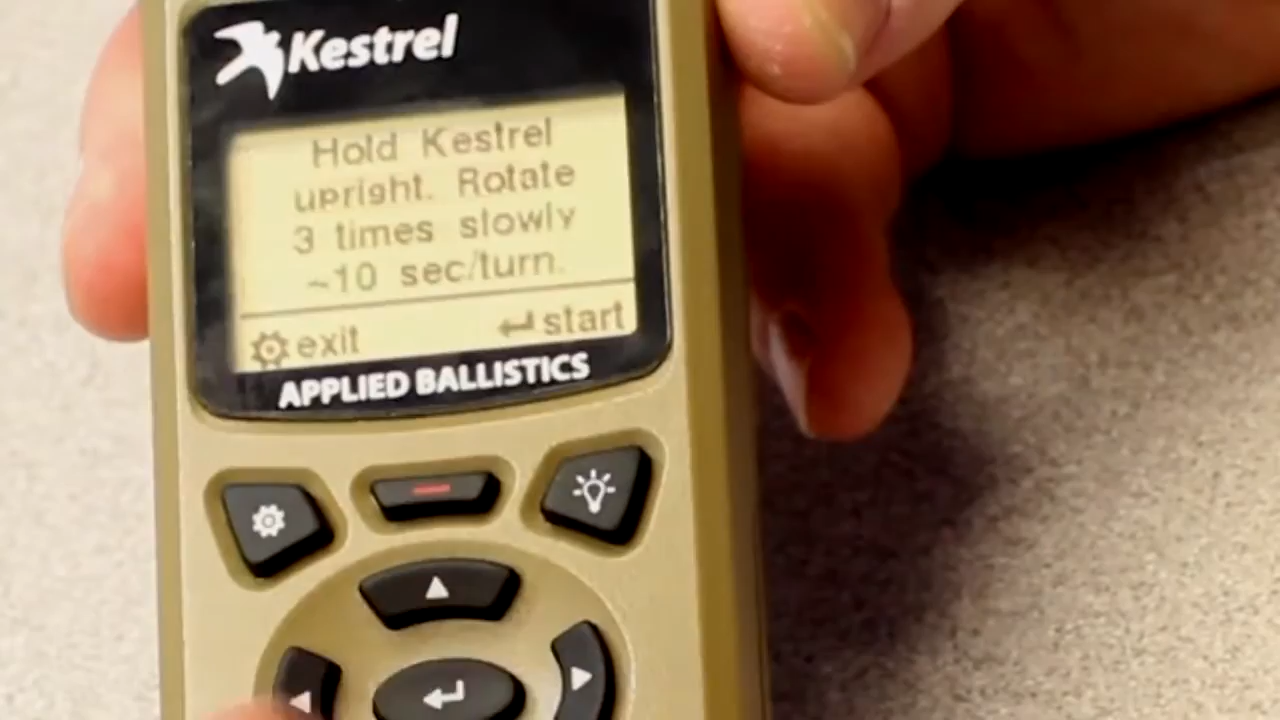 Kestrel
Hold Kestrel
upright. Rotate
3 times slowly
~10 sec/turn.
exit
start
APPLIED BALLISTICS